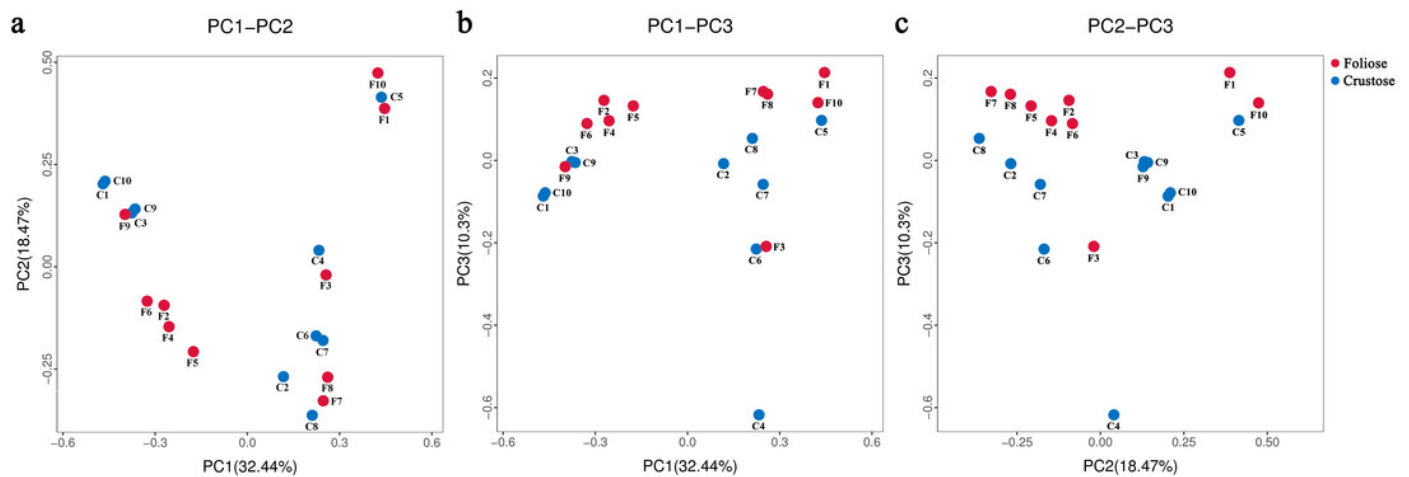 a
PC1−PC2
PC2(18.47%)
0.50
0.25
0.00
−0.25
F10
C5
F1
C10
C1
C9
F9
C3
C4
F3
F6
F2
F4
F5
C6
C7
C2
F8
F7
C8
−0.6
−0.3
0.0
0.3
0.6
PC1(32.44%)
b
PC1−PC3
PC3(10.3%)
0.2
0.0
−0.2
−0.4
−0.6
F1
F7
F8
F10
F2
F5
F6
F4
C5
C8
C3
C9
F9
C2
C10
C1
C7
C6
F3
C4
−0.6
−0.3
0.0
0.3
0.6
PC1(32.44%)
c
PC2−PC3
PC3(10.3%)
0.2
0.0
−0.2
−0.4
−0.6
F1
F7
F8
F5
F2
F10
F4
F6
C5
C8
C3
C9
F9
C2
C7
C10
C1
C6
F3
C4
−0.25
0.00
0.25
0.50
PC2(18.47%)
Foliose
Crustose